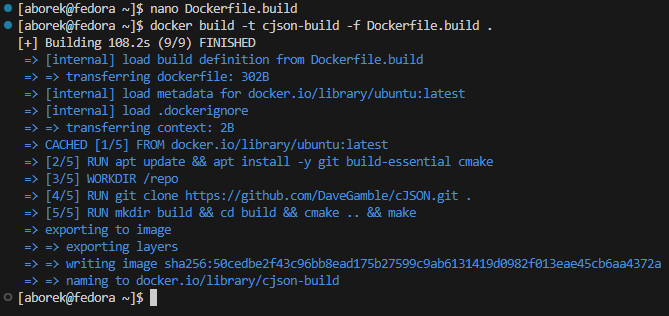 [aborek@fedora ~]$ nano Dockerfile.build
[aborek@fedora ~]$ docker build -t cjson-build -f Dockerfile.build .
[+] Building 108.2s (9/9) FINISHED
=> [internal] load build definition from Dockerfile.build
=> => transferring dockerfile: 302B
=> [internal] load metadata for docker.io/library/ubuntu:latest
=> [internal] load .dockerignore
=> => transferring context: 2B
=> CACHED [1/5] FROM docker.io/library/ubuntu:latest
=> [2/5] RUN apt update && apt install -y git build-essential cmake
=> [3/5] WORKDIR /repo
=> [4/5] RUN git clone https://github.com/DaveGamble/cJSON.git .
=> [5/5] RUN mkdir build && cd build && cmake .. && make
=> exporting to image
=> => exporting layers
=> => writing image sha256:50cedbe2f43c96bb8ead175b27599c9ab6131419d0982f013eae45cb6aa4372a
=> => naming to docker.io/library/cjson-build
[aborek@fedora ~]$